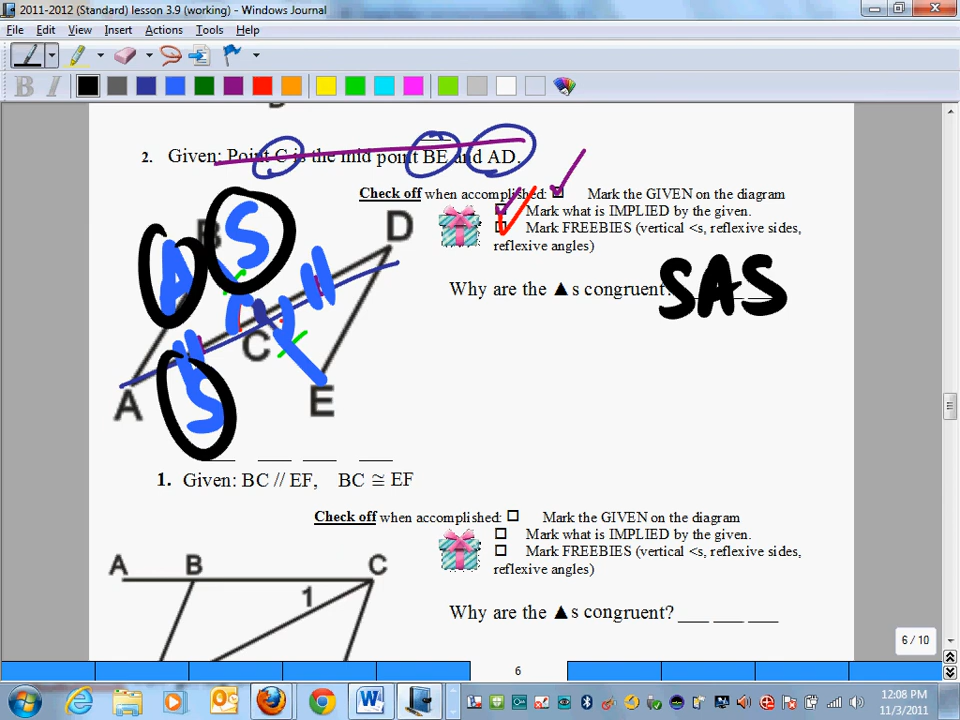 2011-2012 (Standard) lesson 3.9 (working) - Windows Journal
File Edit View Insert Actions Tools Help
B I
2. Given: Point C is the mid point BE and AD.
Check off when accomplished: Mark the GIVEN on the diagram
Mark what is IMPLIED by the given.
Mark FREEBIES (vertical <s, reflexive sides,
reflexive angles)
Why are the ▲s congruent? SAS
B S D
A
C
S
A E
1. Given: BC // EF, BC ≅ EF
Check off when accomplished: Mark the GIVEN on the diagram
Mark what is IMPLIED by the given.
Mark FREEBIES (vertical <s, reflexive sides,
reflexive angles)
A B C
1
Why are the ▲s congruent? ___ ___ ___
6 / 10
6
12:08 PM
11/3/2011